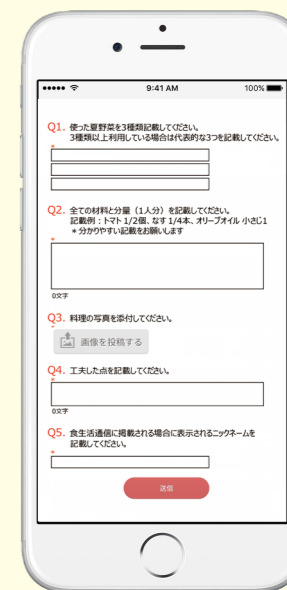 9:41 AM
100%
Q1. 使った夏野菜を3種類記載してください。
3種類以上利用している場合は代表的な3つを記載してください。
*
Q2. 全ての材料と分量（1人分）を記載してください。
記載例：トマト 1/2個、なす 1/4本、オリーブオイル 小さじ1
＊分かりやすい記載をお願いします
*
0文字
Q3. 料理の写真を添付してください。
*
画像を投稿する
Q4. 工夫した点を記載してください。
*
0文字
Q5. 食生活通信に掲載される場合に表示されるニックネームを
記載してください。
*
送信